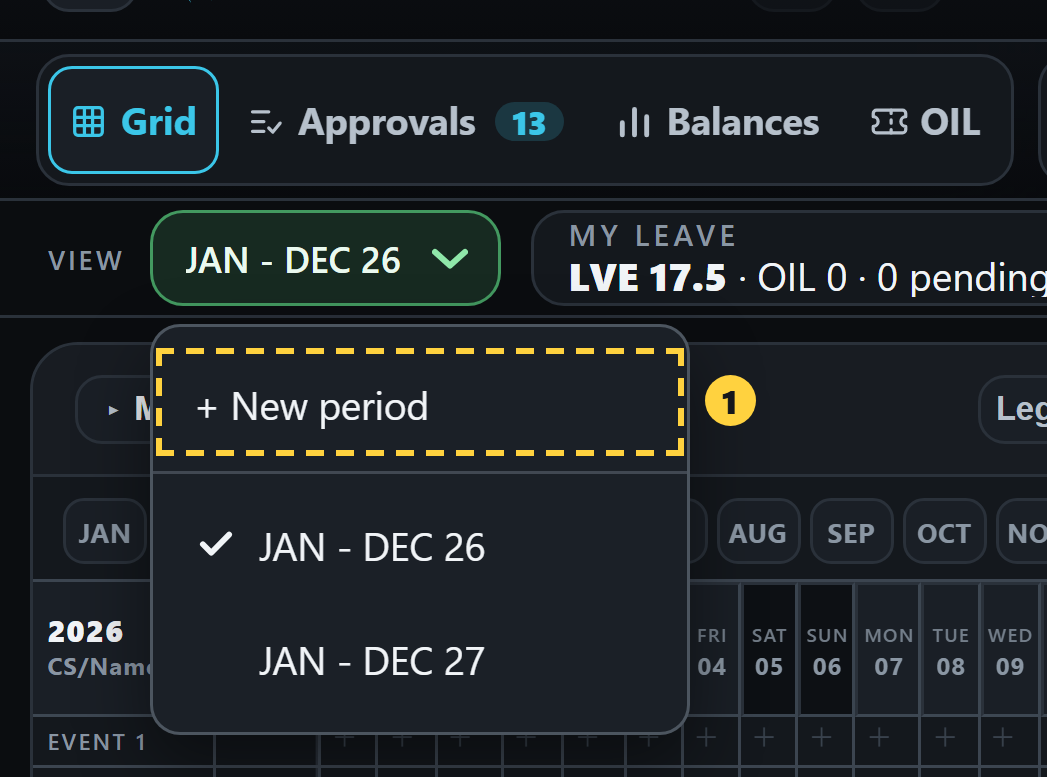 Grid Approvals 13 Balances OIL
VIEW JAN - DEC 26
MY LEAVE
LVE 17.5 · OIL 0 · 0 pending
+ New period
1
JAN - DEC 26
JAN - DEC 27
JAN AUG SEP OCT
2026
CS/Name
FRI SAT SUN MON TUE WED
04 05 06 07 08 09
EVENT 1
+ + + + + + + + + + + +